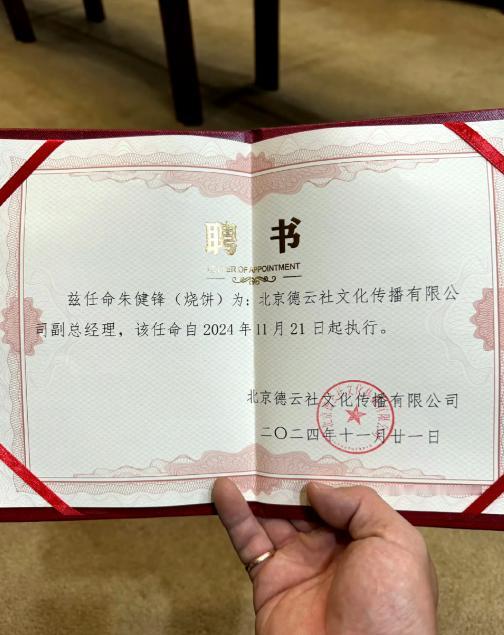 聘 书
LETTER OF APPOINTMENT
兹任命朱健锋（烧饼）为：北京德云社文化传播有限公
司副总经理，该任命自2024年11月21日起执行。
北京德云社文化传播有限公司
二〇二四年十一月廿一日